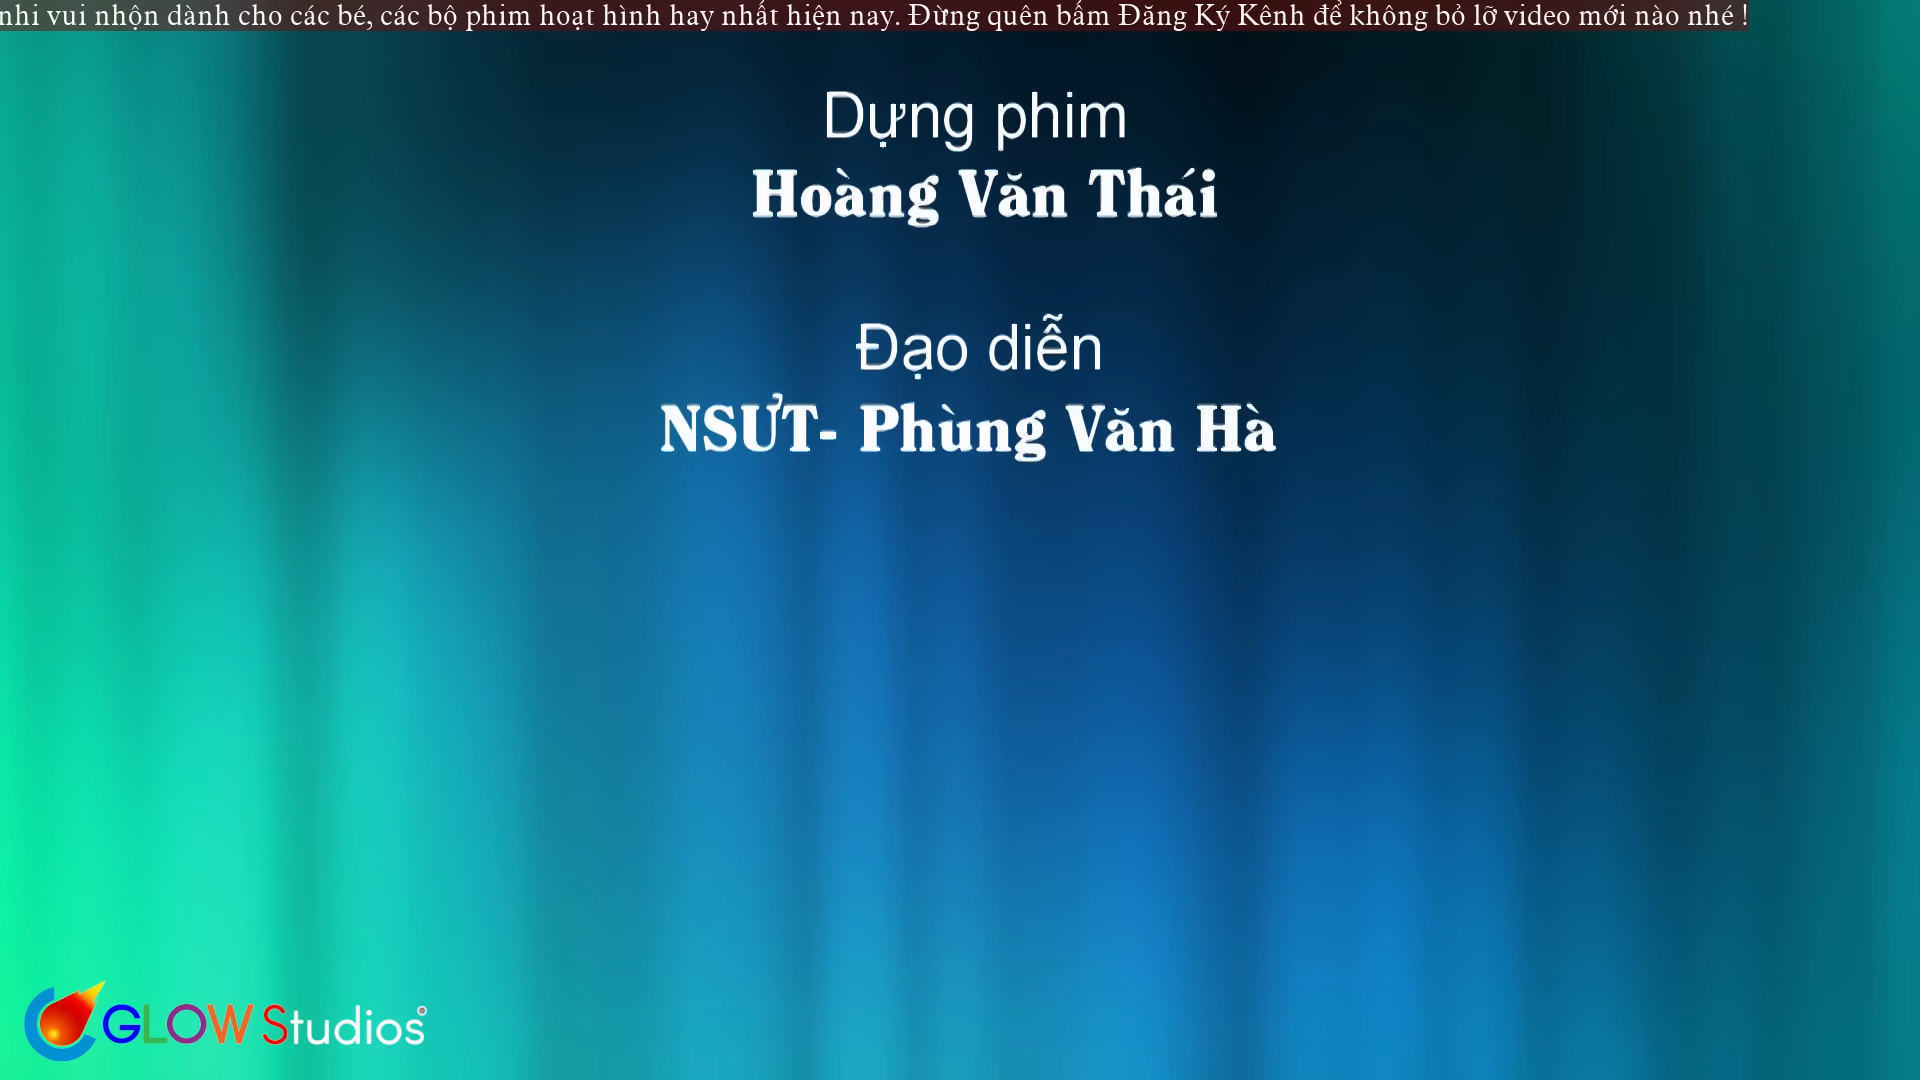 nhi vui nhộn dành cho các bé, các bộ phim hoạt hình hay nhất hiện nay. Đừng quên bấm Đăng Ký Kênh để không bỏ lỡ video mới nào nhé !
Dựng phim
Hoàng Văn Thái
Đạo diễn
NSƯT- Phùng Văn Hà
GLOW Studios